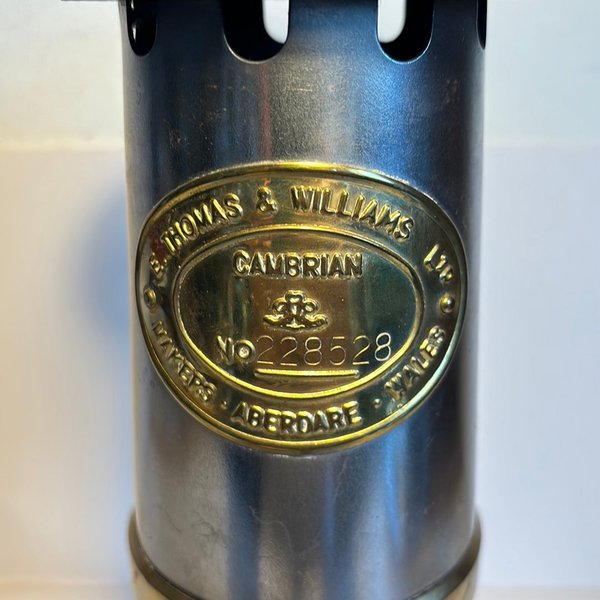 E. THOMAS & WILLIAMS LTD
CAMBRIAN
NO 228528
MAKERS · ABERDARE · WALES